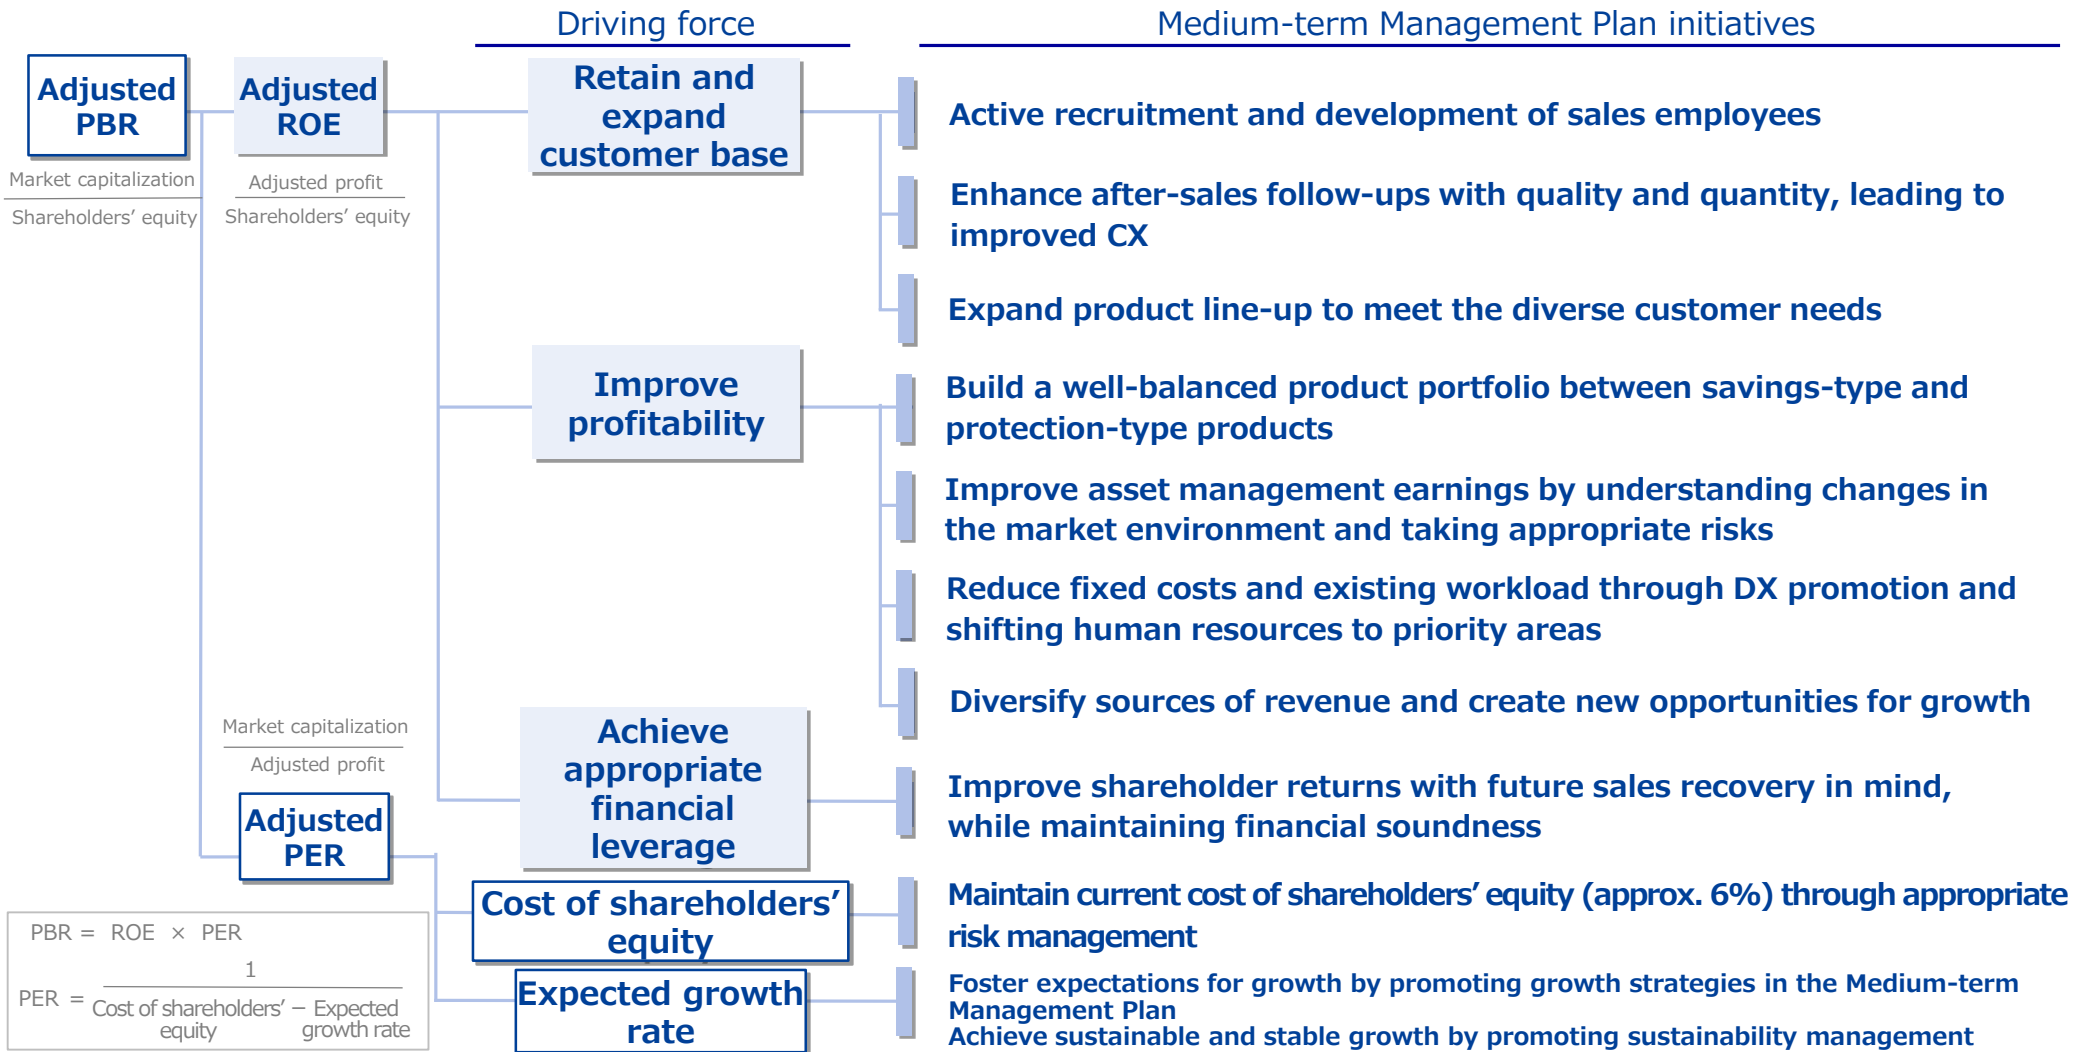 Driving force
Medium-term Management Plan initiatives
Adjusted
PBR
Market capitalization
Shareholders’ equity
Adjusted
ROE
Adjusted profit
Shareholders’ equity
Retain and
expand
customer base
Active recruitment and development of sales employees
Enhance after-sales follow-ups with quality and quantity, leading to
improved CX
Expand product line-up to meet the diverse customer needs
Improve
profitability
Build a well-balanced product portfolio between savings-type and
protection-type products
Improve asset management earnings by understanding changes in
the market environment and taking appropriate risks
Reduce fixed costs and existing workload through DX promotion and
shifting human resources to priority areas
Diversify sources of revenue and create new opportunities for growth
Achieve
appropriate
financial
leverage
Improve shareholder returns with future sales recovery in mind,
while maintaining financial soundness
Market capitalization
Adjusted profit
Adjusted
PER
Cost of shareholders’
equity
Maintain current cost of shareholders’ equity (approx. 6%) through appropriate
risk management
Expected growth
rate
Foster expectations for growth by promoting growth strategies in the Medium-term
Management Plan
Achieve sustainable and stable growth by promoting sustainability management
PBR = ROE × PER
1
PER =
Cost of shareholders’ − Expected
equity growth rate